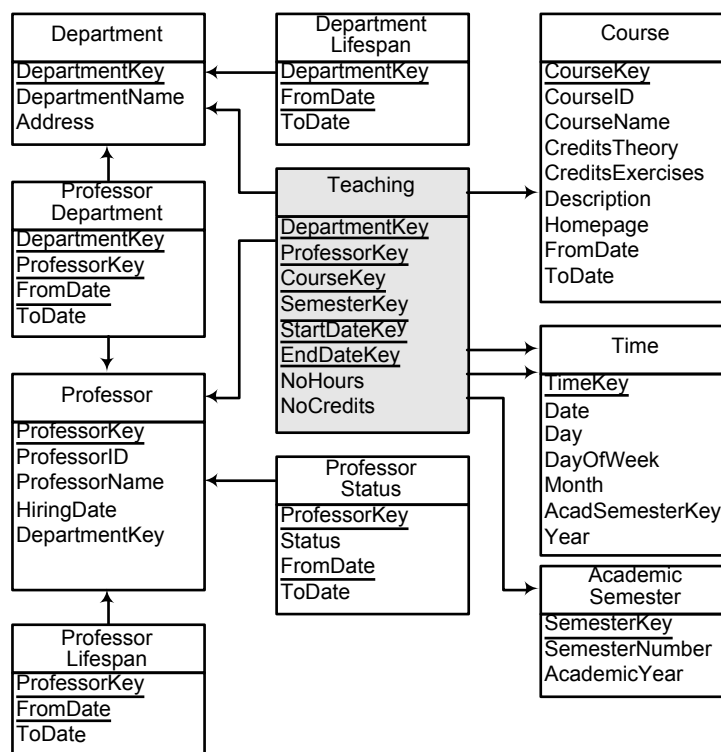 Department
DepartmentKey
DepartmentName
Address
Department
Lifespan
DepartmentKey
FromDate
ToDate
Course
CourseKey
CourseID
CourseName
CreditsTheory
CreditsExercises
Description
Homepage
FromDate
ToDate
Professor
Department
DepartmentKey
ProfessorKey
FromDate
ToDate
Teaching
DepartmentKey
ProfessorKey
CourseKey
SemesterKey
StartDateKey
EndDateKey
NoHours
NoCredits
Time
TimeKey
Date
Day
DayOfWeek
Month
AcadSemesterKey
Year
Professor
ProfessorKey
ProfessorID
ProfessorName
HiringDate
DepartmentKey
Professor
Status
ProfessorKey
Status
FromDate
ToDate
Academic
Semester
SemesterKey
SemesterNumber
AcademicYear
Professor
Lifespan
ProfessorKey
FromDate
ToDate